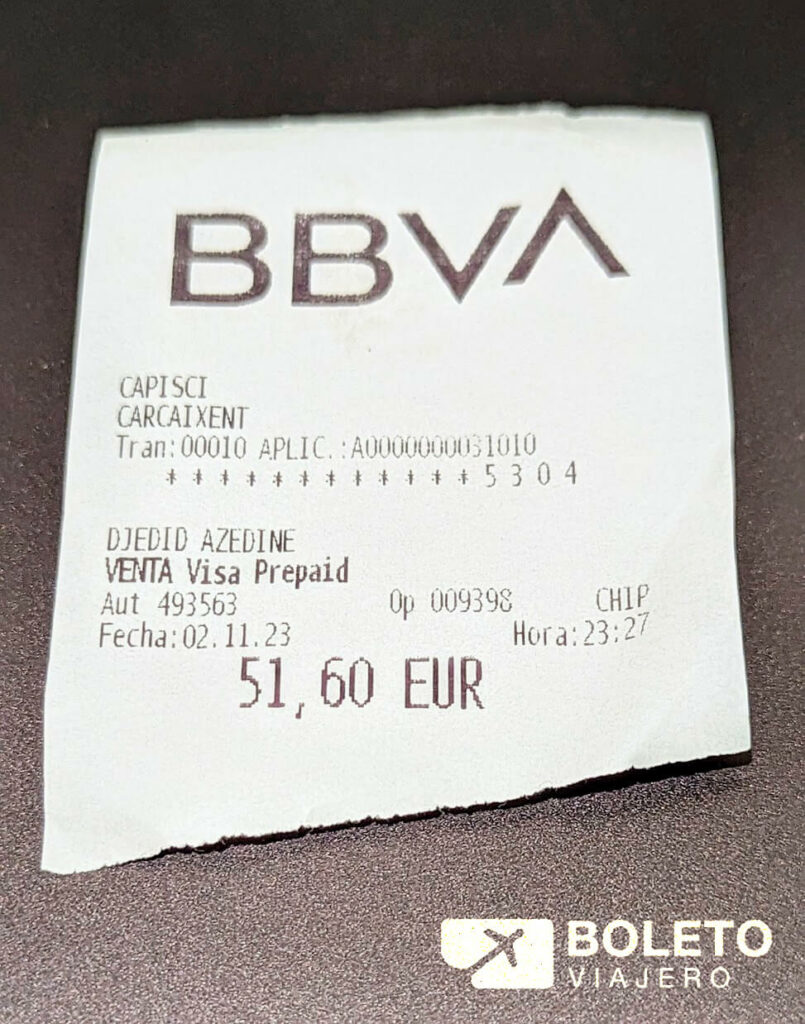 BBVA
CAPISCI
CARCAIXENT
Tran:00010 APLIC.:A0000000031010
************5304
DJEDID AZEDINE
VENTA Visa Prepaid
Aut 493563 Op 009398 CHIP
Fecha:02.11.23 Hora:23:27
51,60 EUR
BOLETO
VIAJERO